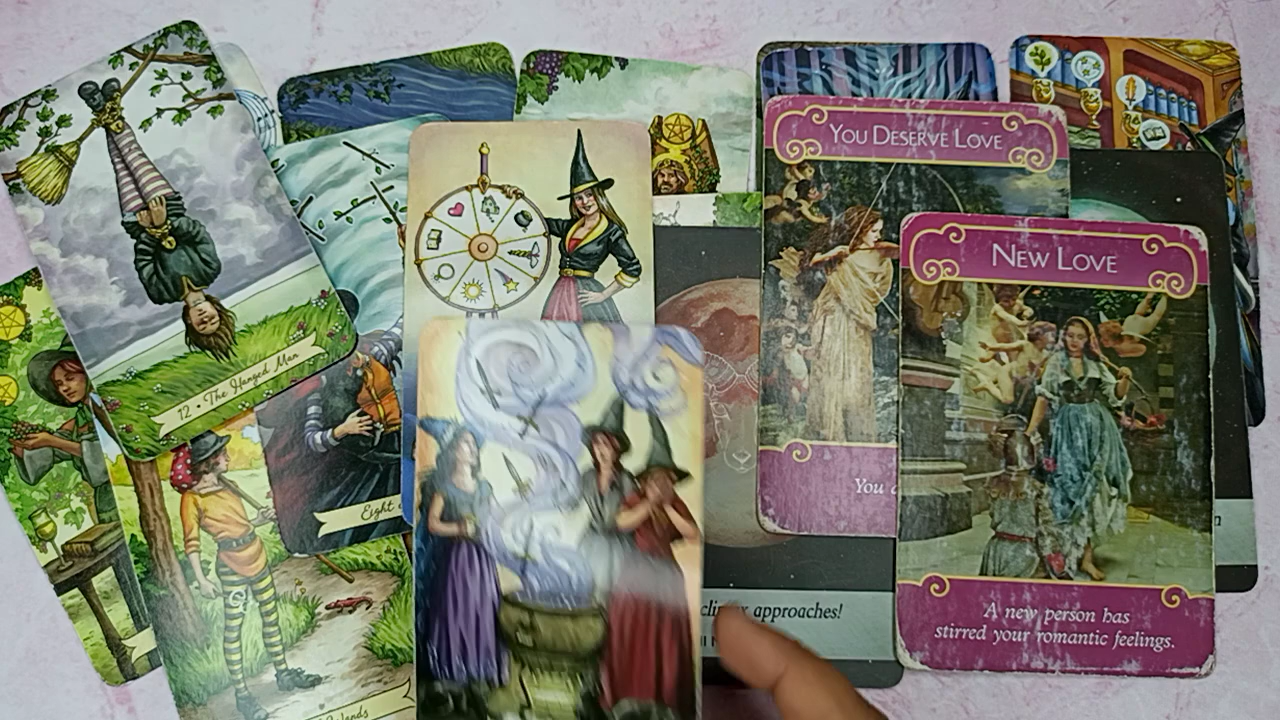 12 • The Hanged Man
Eight
Wands
climax approaches!
YOU DESERVE LOVE
You
NEW LOVE
A new person has
stirred your romantic feelings.